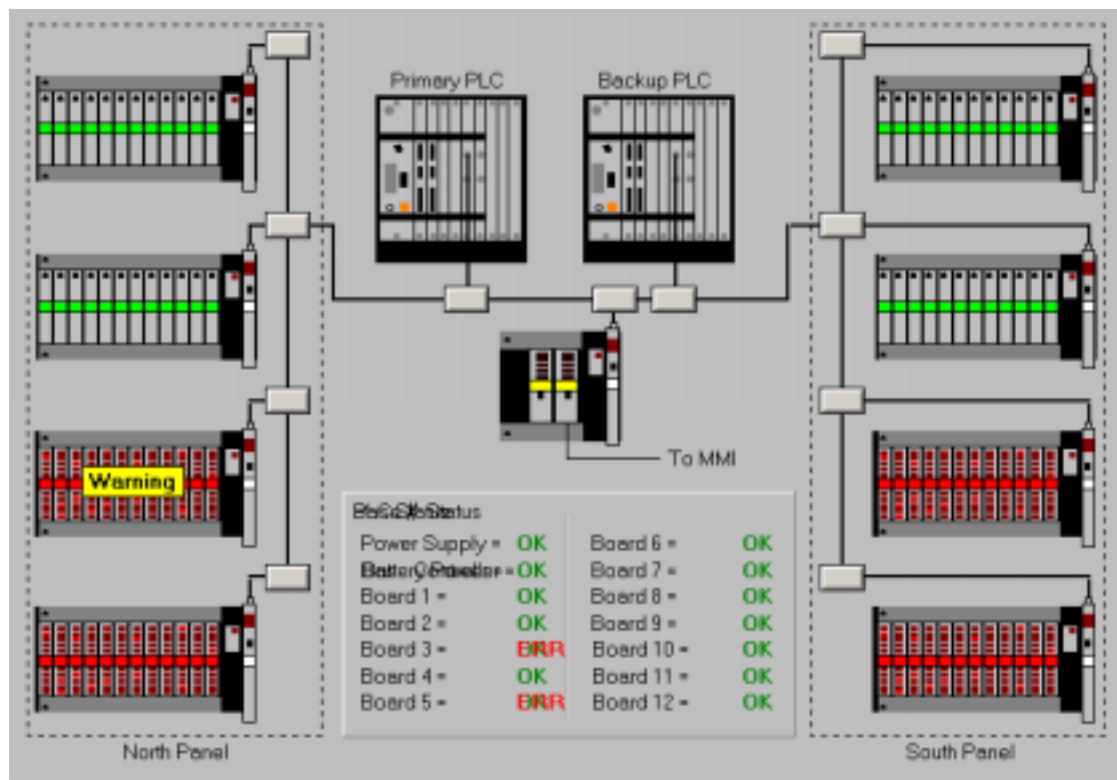 Primary PLC
Backup PLC
Warning
To MMI
Status
Power Supply = OK
OK
Board 1 = OK
Board 2 = OK
Board 3 =
Board 4 = OK
Board 5 =
Board 6 = OK
Board 7 = OK
Board 8 = OK
Board 9 = OK
Board 10 = OK
Board 11 = OK
Board 12 = OK
North Panel
South Panel